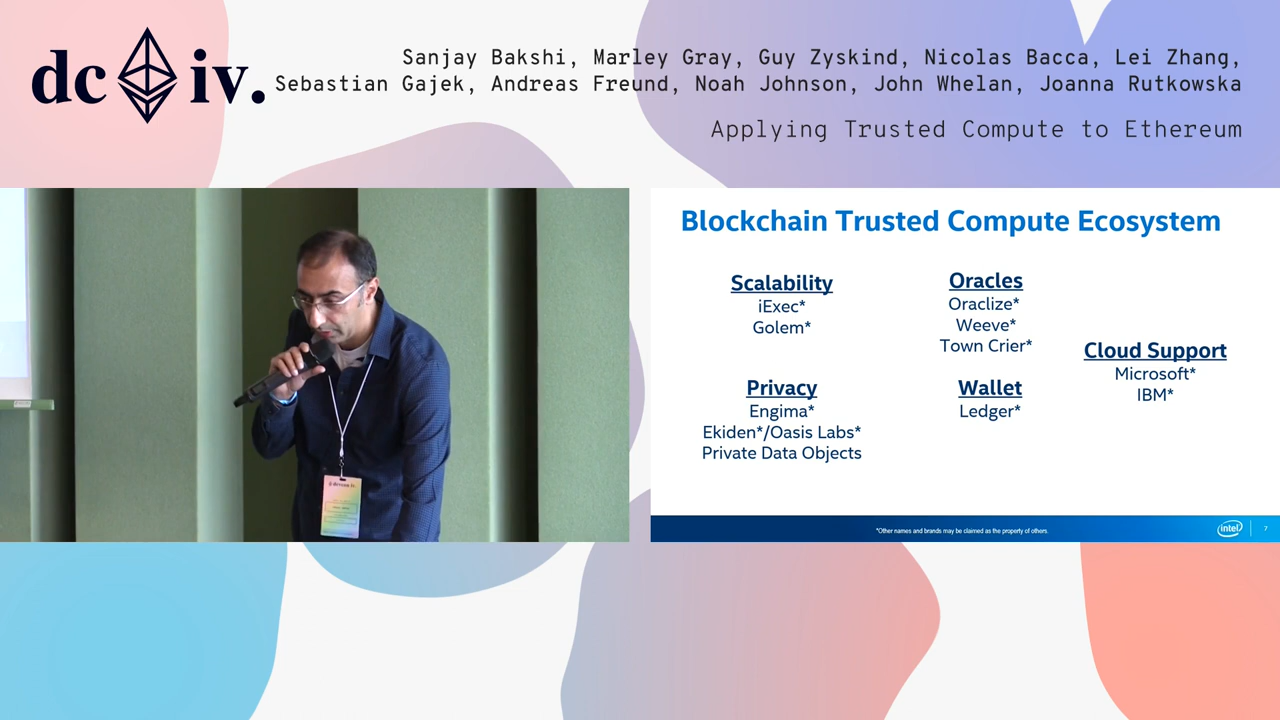 dc iv.
Sanjay Bakshi, Marley Gray, Guy Zyskind, Nicolas Bacca, Lei Zhang,
Sebastian Gajek, Andreas Freund, Noah Johnson, John Whelan, Joanna Rutkowska
Applying Trusted Compute to Ethereum
Blockchain Trusted Compute Ecosystem
Scalability
iExec*
Golem*
Oracles
Oraclize*
Weeve*
Town Crier*
Cloud Support
Microsoft*
IBM*
Privacy
Engima*
Ekiden*/Oasis Labs*
Private Data Objects
Wallet
Ledger*
*Other names and brands may be claimed as the property of others.
intel
7
devcon iv